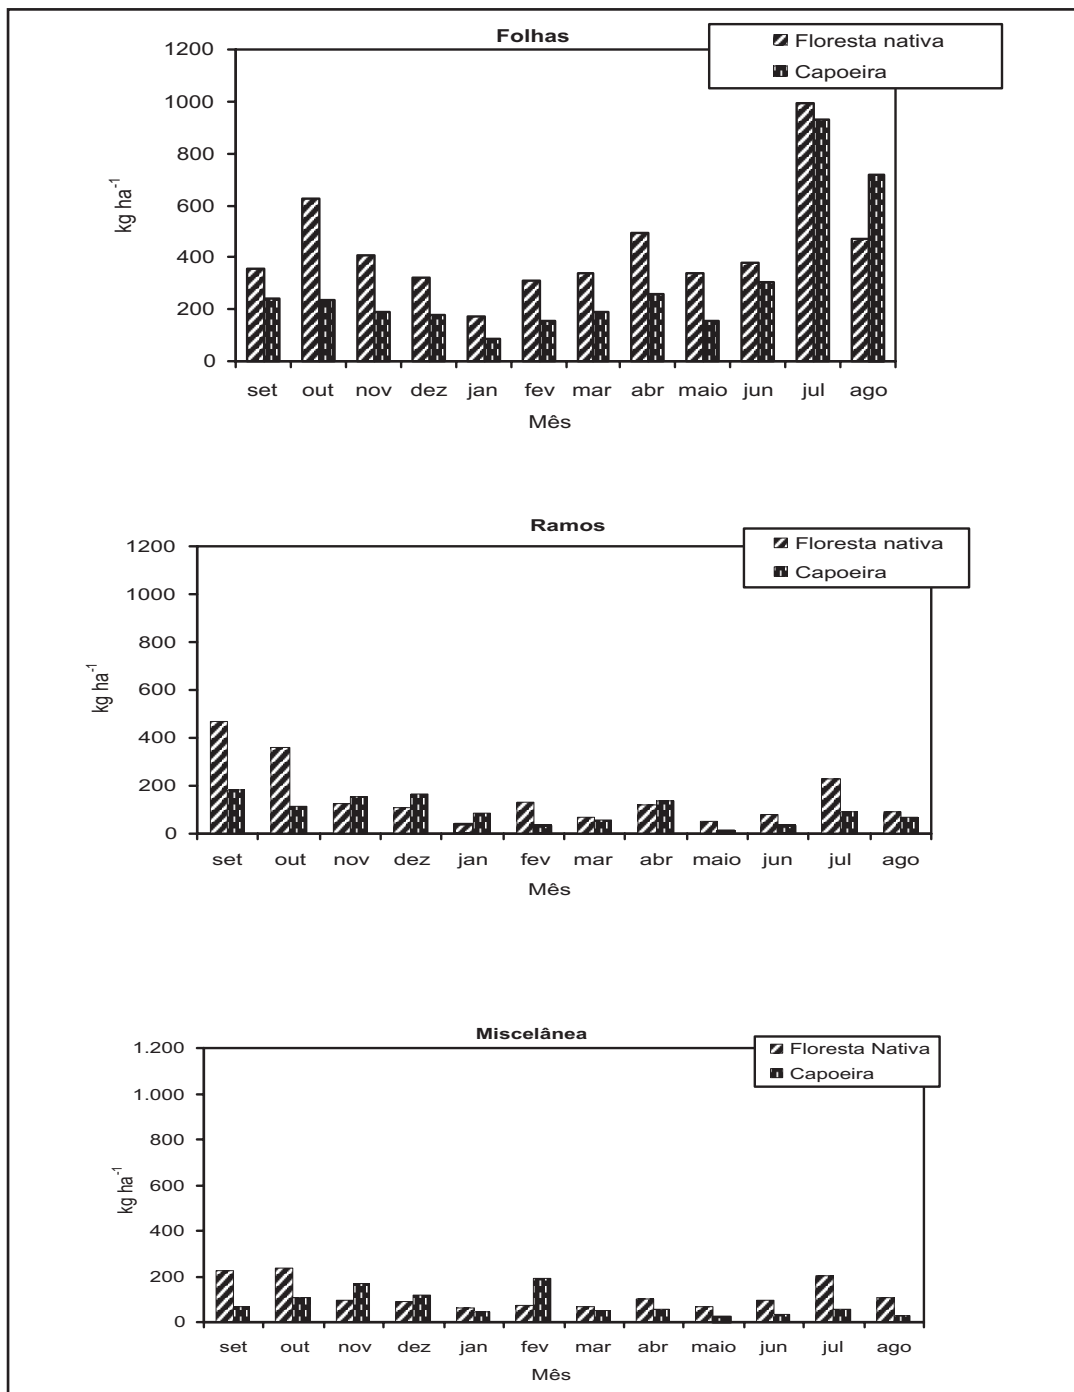 Folhas
Floresta nativa
Capoeira
1200
1000
800
600
400
200
0
kg ha⁻¹
set out nov dez jan fev mar abr maio jun jul ago
Mês
Ramos
Floresta nativa
Capoeira
1200
1000
800
600
400
200
0
kg ha⁻¹
set out nov dez jan fev mar abr maio jun jul ago
Mês
Miscelânea
Floresta Nativa
Capoeira
1.200
1.000
800
600
400
200
0
kg ha⁻¹
set out nov dez jan fev mar abr maio jun jul ago
Mês